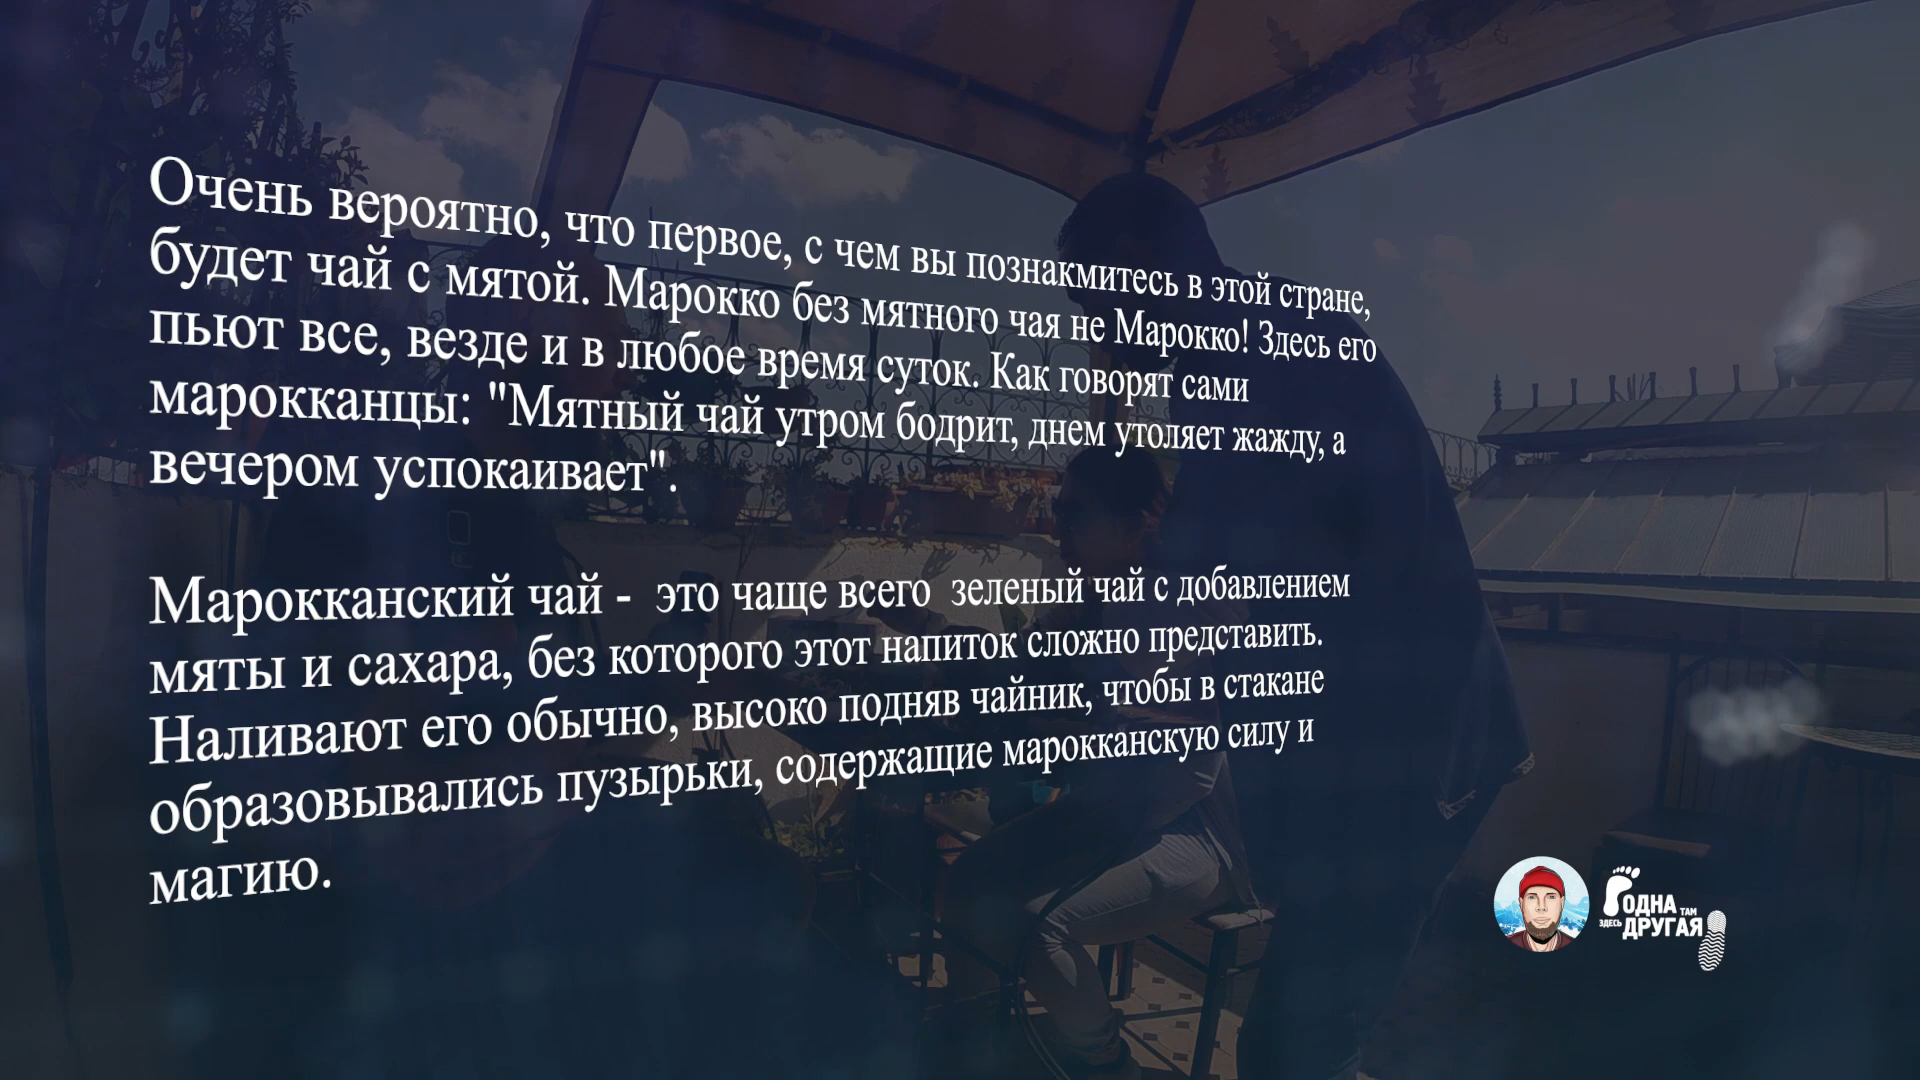 Очень вероятно, что первое, с чем вы познакмитесь в этой стране,
будет чай с мятой. Марокко без мятного чая не Марокко! Здесь его
пьют все, везде и в любое время суток. Как говорят сами
марокканцы: "Мятный чай утром бодрит, днем утоляет жажду, а
вечером успокаивает".
Марокканский чай -  это чаще всего  зеленый чай с добавлением
мяты и сахара, без которого этот напиток сложно представить.
Наливают его обычно, высоко подняв чайник, чтобы в стакане
образовывались пузырьки, содержащие марокканскую силу и
магию.
ОДНА ТАМ
ЗДЕСЬ ДРУГАЯ